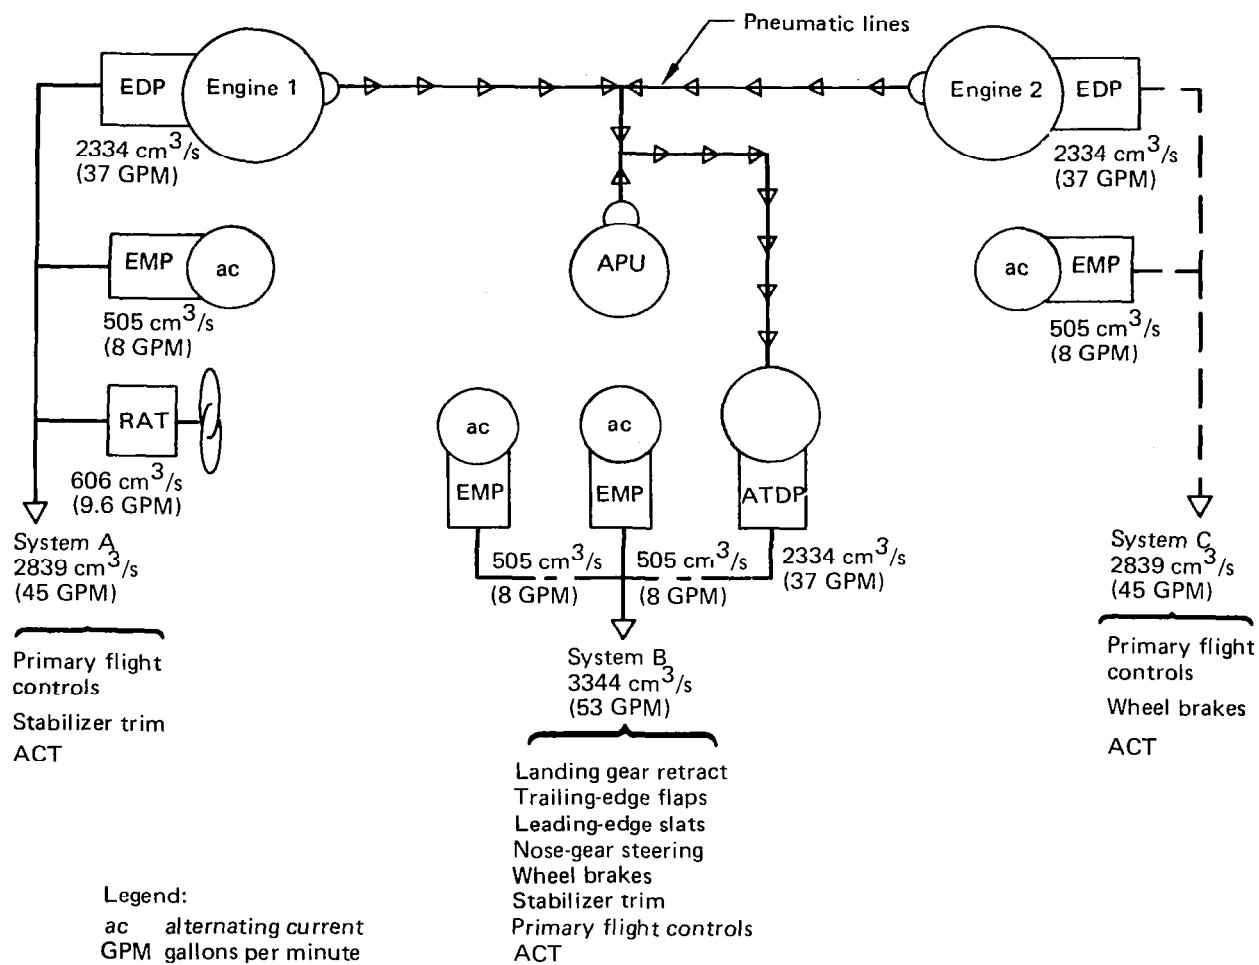 Pneumatic lines
EDP
Engine 1
Engine 2
EDP
2334 cm³/s
(37 GPM)
2334 cm³/s
(37 GPM)
EMP
ac
APU
ac
EMP
505 cm³/s
(8 GPM)
505 cm³/s
(8 GPM)
RAT
606 cm³/s
(9.6 GPM)
ac
ac
EMP
EMP
ATDP
505 cm³/s
(8 GPM)
505 cm³/s
(8 GPM)
2334 cm³/s
(37 GPM)
System A
2839 cm³/s
(45 GPM)
Primary flight
controls
Stabilizer trim
ACT
System B
3344 cm³/s
(53 GPM)
Landing gear retract
Trailing-edge flaps
Leading-edge slats
Nose-gear steering
Wheel brakes
Stabilizer trim
Primary flight controls
ACT
System C
2839 cm³/s
(45 GPM)
Primary flight
controls
Wheel brakes
ACT
Legend:
ac alternating current
GPM gallons per minute